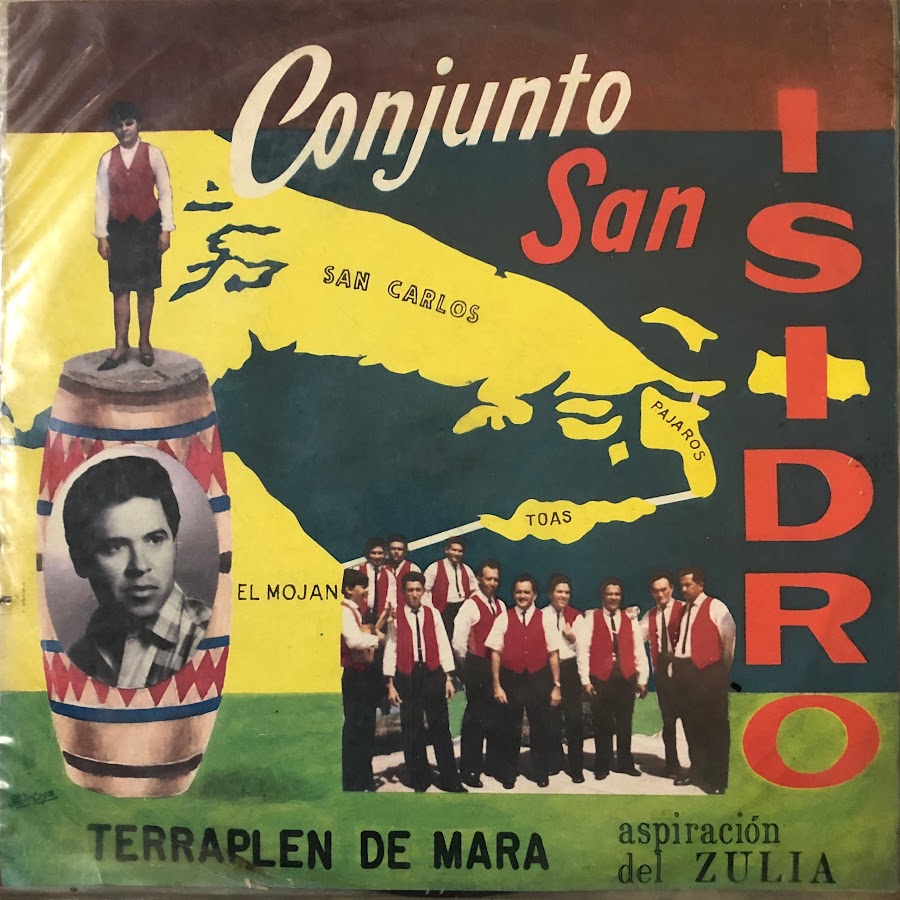 Conjunto
San
ISIDRO
SAN CARLOS
PAJAROS
TOAS
EL MOJAN
TERRAPLEN DE MARA
aspiración
del ZULIA